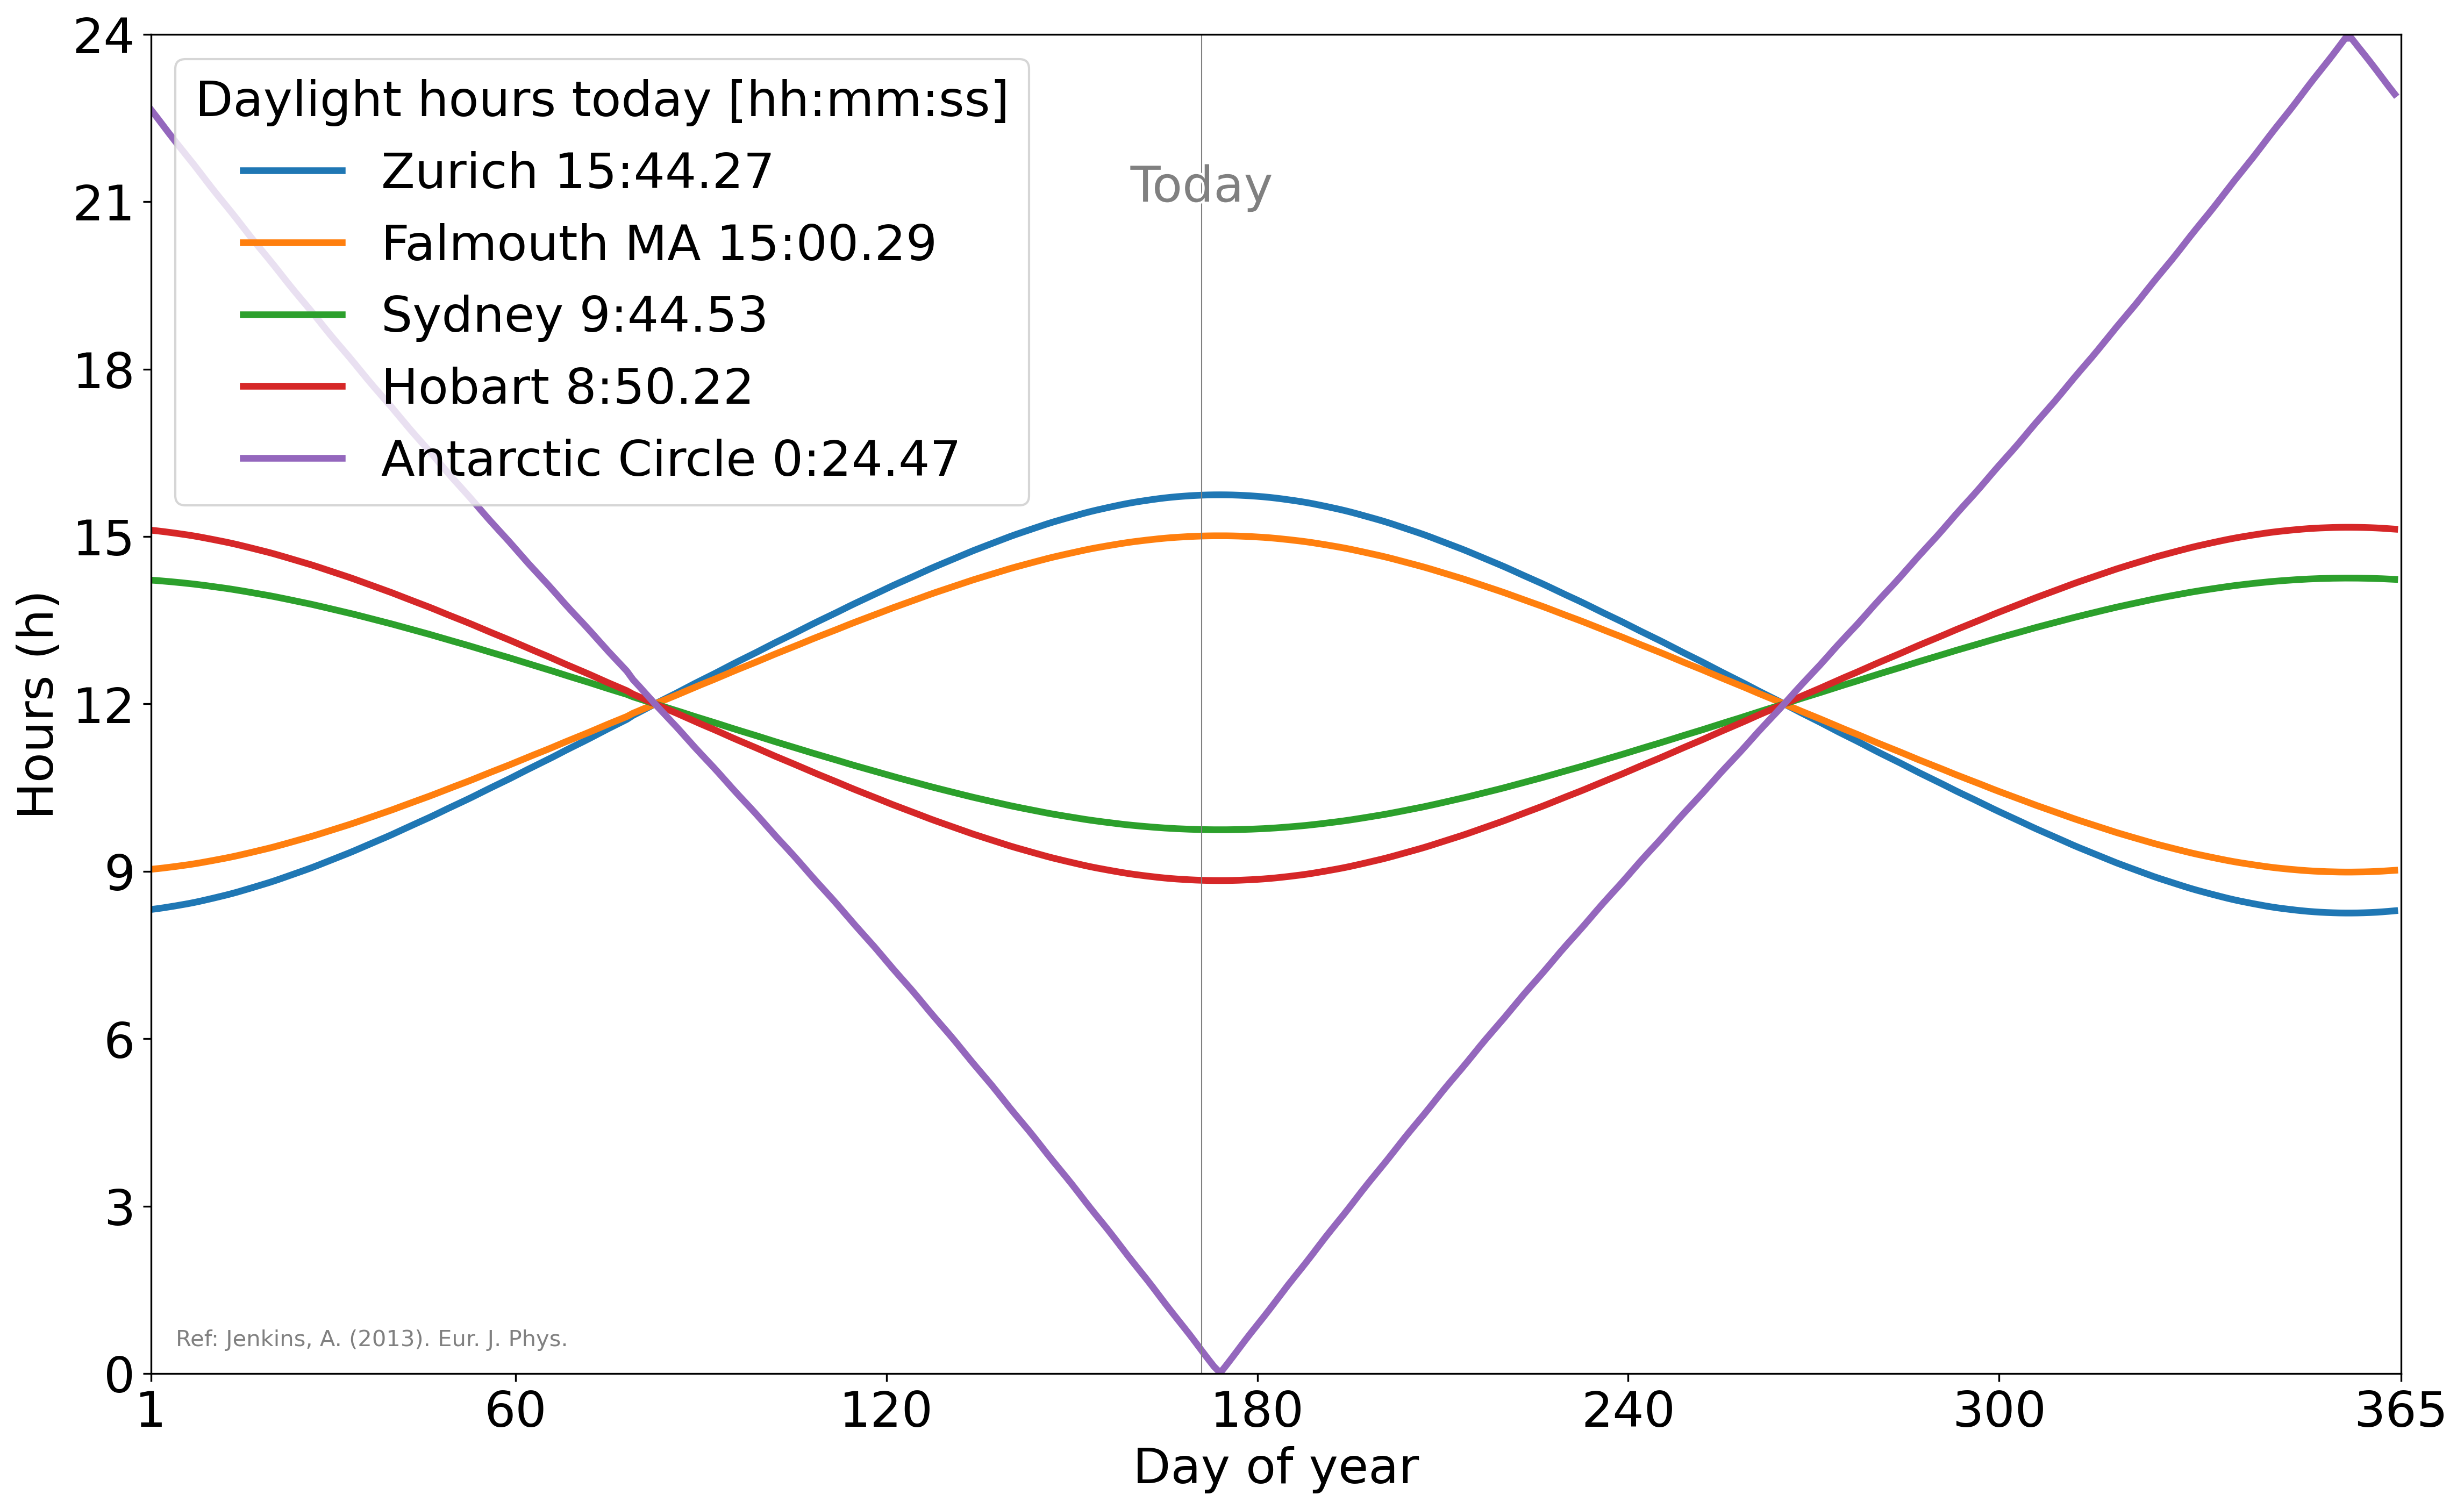 Daylight hours today [hh:mm:ss]
Zurich 15:44.27
Falmouth MA 15:00.29
Sydney 9:44.53
Hobart 8:50.22
Antarctic Circle 0:24.47
Today
24
21
18
15
12
9
6
3
0
Hours (h)
Ref: Jenkins, A. (2013). Eur. J. Phys.
1 60 120 180 240 300 365
Day of year